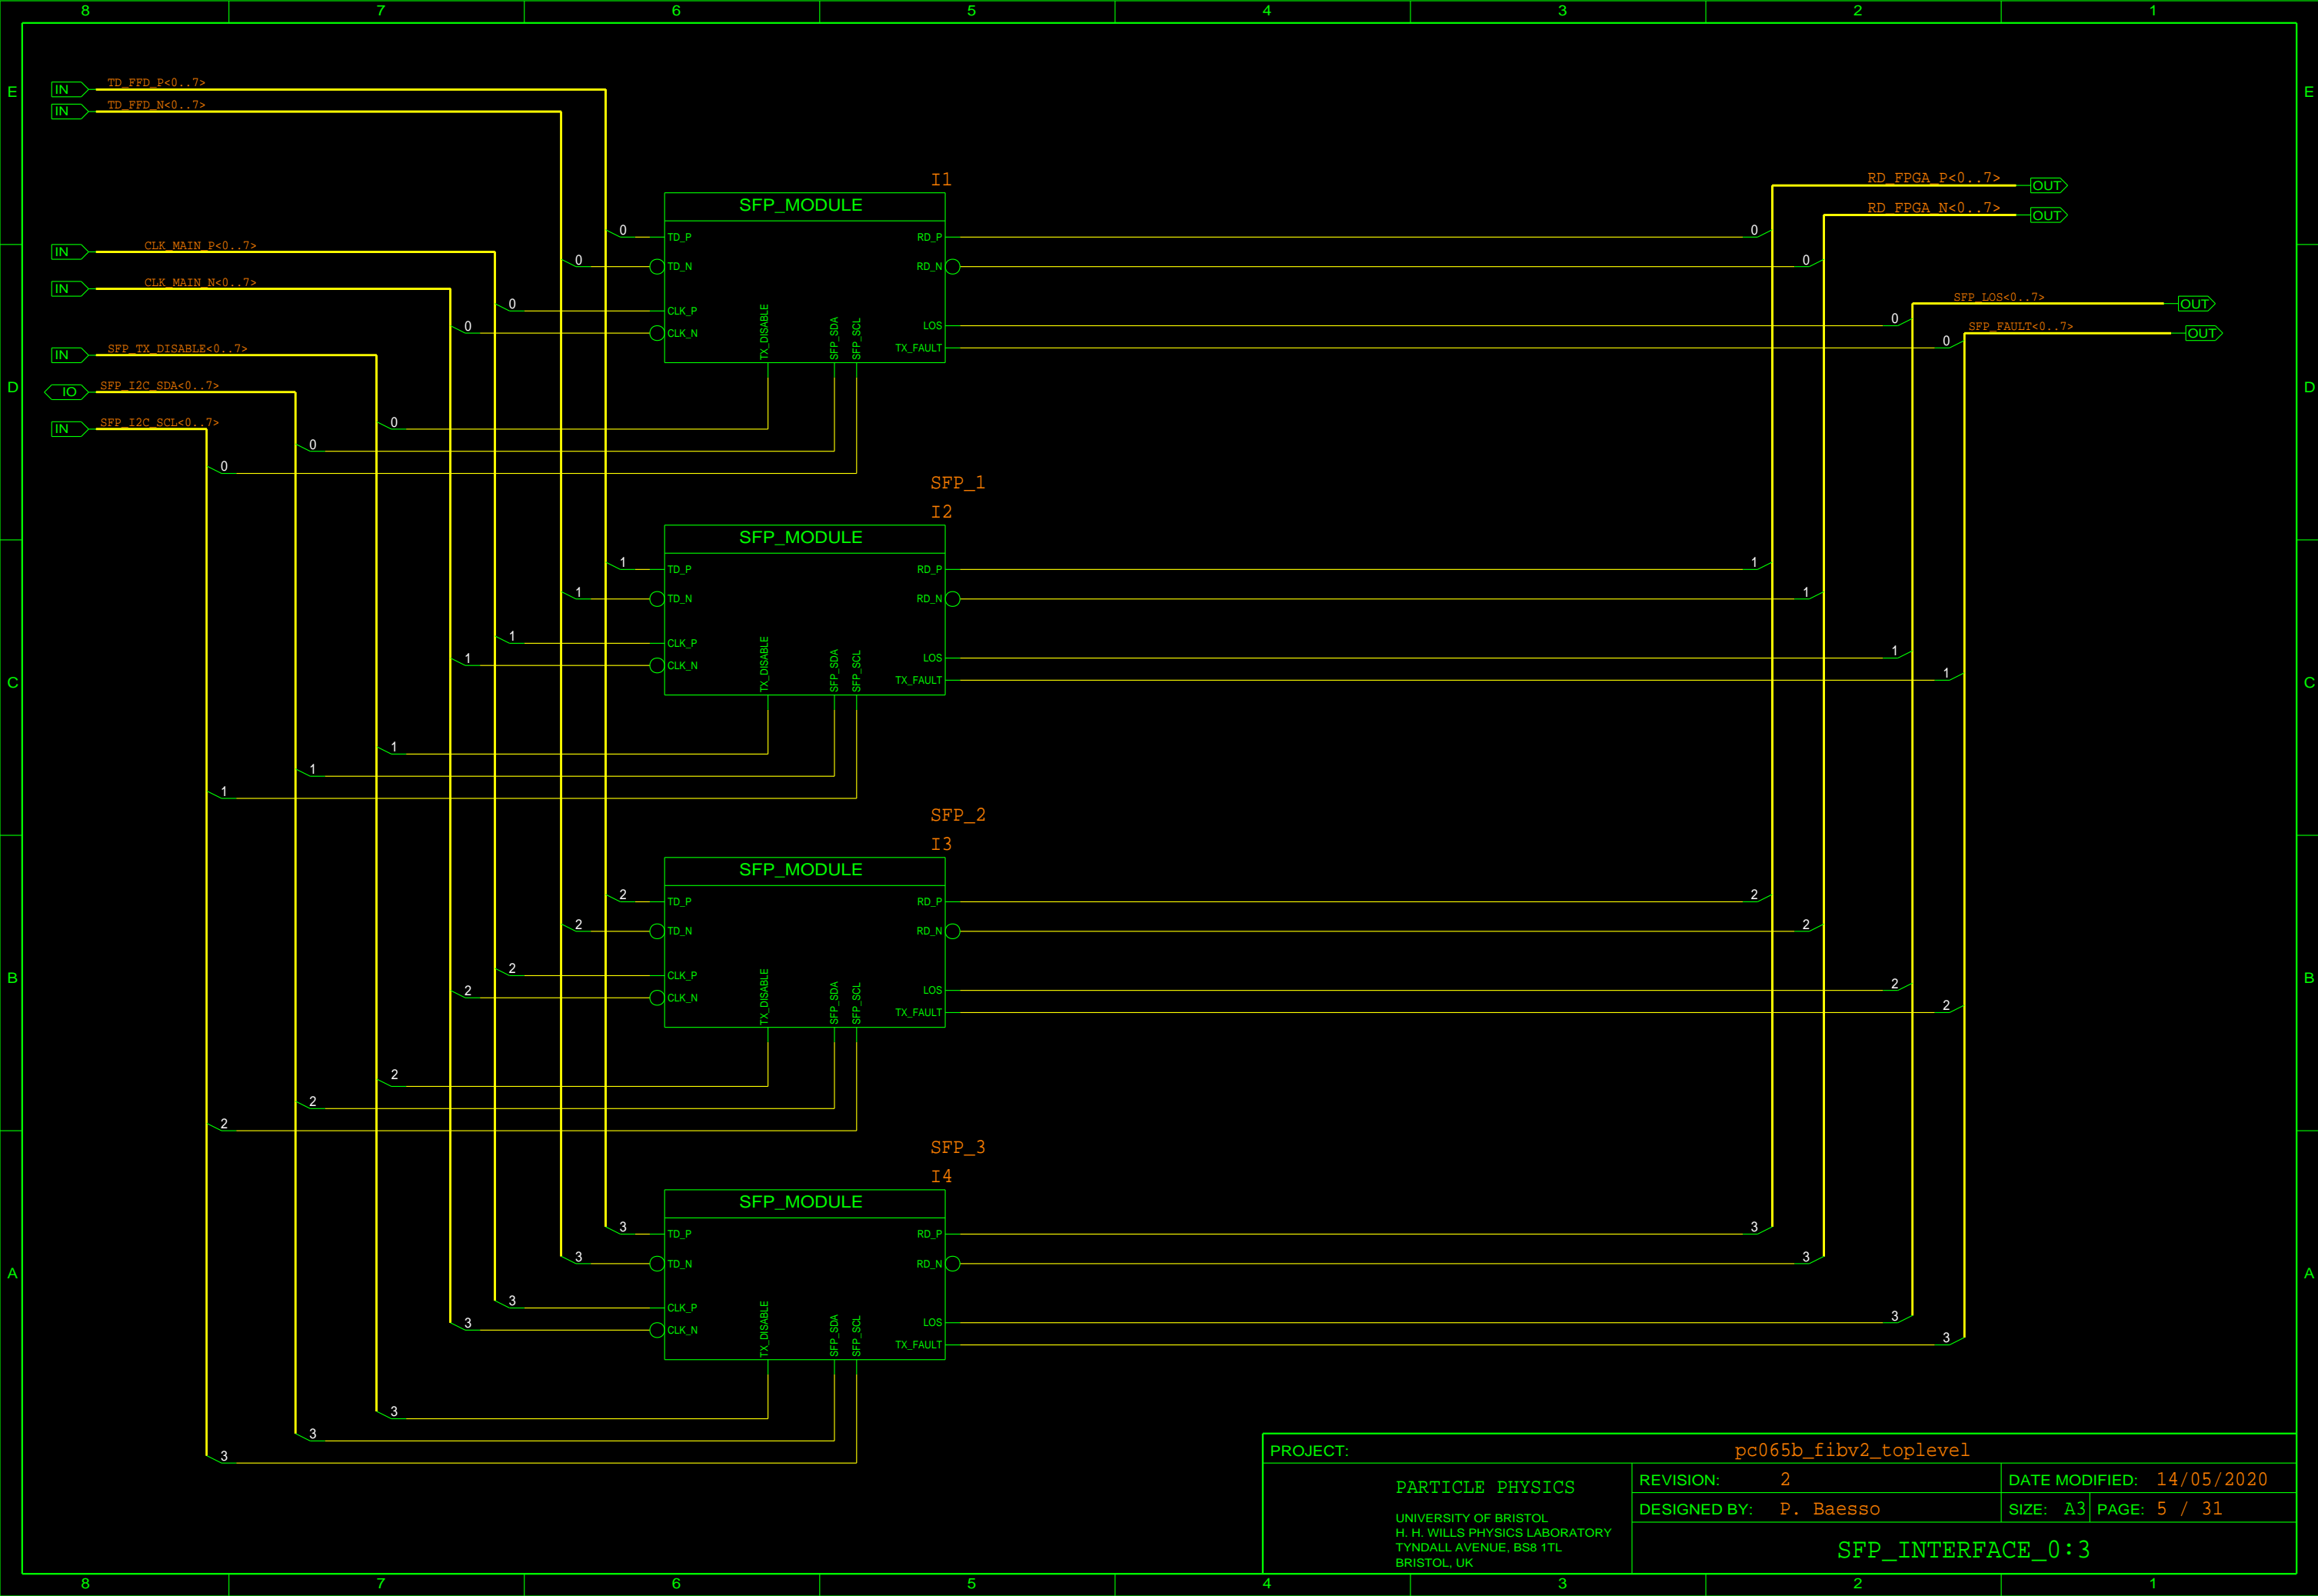 8 7 6 5 4 3 2 1
E E
D D
C C
B B
A A
IN TD_FFD_P<0..7>
IN TD_FFD_N<0..7>
IN CLK_MAIN_P<0..7>
IN CLK_MAIN_N<0..7>
IN SFP_TX_DISABLE<0..7>
IO SFP_I2C_SDA<0..7>
IN SFP_I2C_SCL<0..7>
RD_FPGA_P<0..7> OUT
RD_FPGA_N<0..7> OUT
SFP_LOS<0..7> OUT
SFP_FAULT<0..7> OUT
I1
SFP_MODULE
0 TD_P RD_P 0
0 TD_N RD_N 0
0 CLK_P
0 CLK_N
LOS 0
TX_FAULT 0
TX_DISABLE
SFP_SDA
SFP_SCL
0
0
0
SFP_1
I2
SFP_MODULE
1 TD_P RD_P 1
1 TD_N RD_N 1
1 CLK_P
1 CLK_N
LOS 1
TX_FAULT 1
TX_DISABLE
SFP_SDA
SFP_SCL
1
1
1
SFP_2
I3
SFP_MODULE
2 TD_P RD_P 2
2 TD_N RD_N 2
2 CLK_P
2 CLK_N
LOS 2
TX_FAULT 2
TX_DISABLE
SFP_SDA
SFP_SCL
2
2
2
SFP_3
I4
SFP_MODULE
3 TD_P RD_P 3
3 TD_N RD_N 3
3 CLK_P
3 CLK_N
LOS 3
TX_FAULT 3
TX_DISABLE
SFP_SDA
SFP_SCL
3
3
3
PROJECT: pc065b_fibv2_toplevel
PARTICLE PHYSICS
UNIVERSITY OF BRISTOL
H. H. WILLS PHYSICS LABORATORY
TYNDALL AVENUE, BS8 1TL
BRISTOL, UK
REVISION: 2 DATE MODIFIED: 14/05/2020
DESIGNED BY: P. Baesso SIZE: A3 PAGE: 5 / 31
SFP_INTERFACE_0:3
8 7 6 5 4 3 2 1